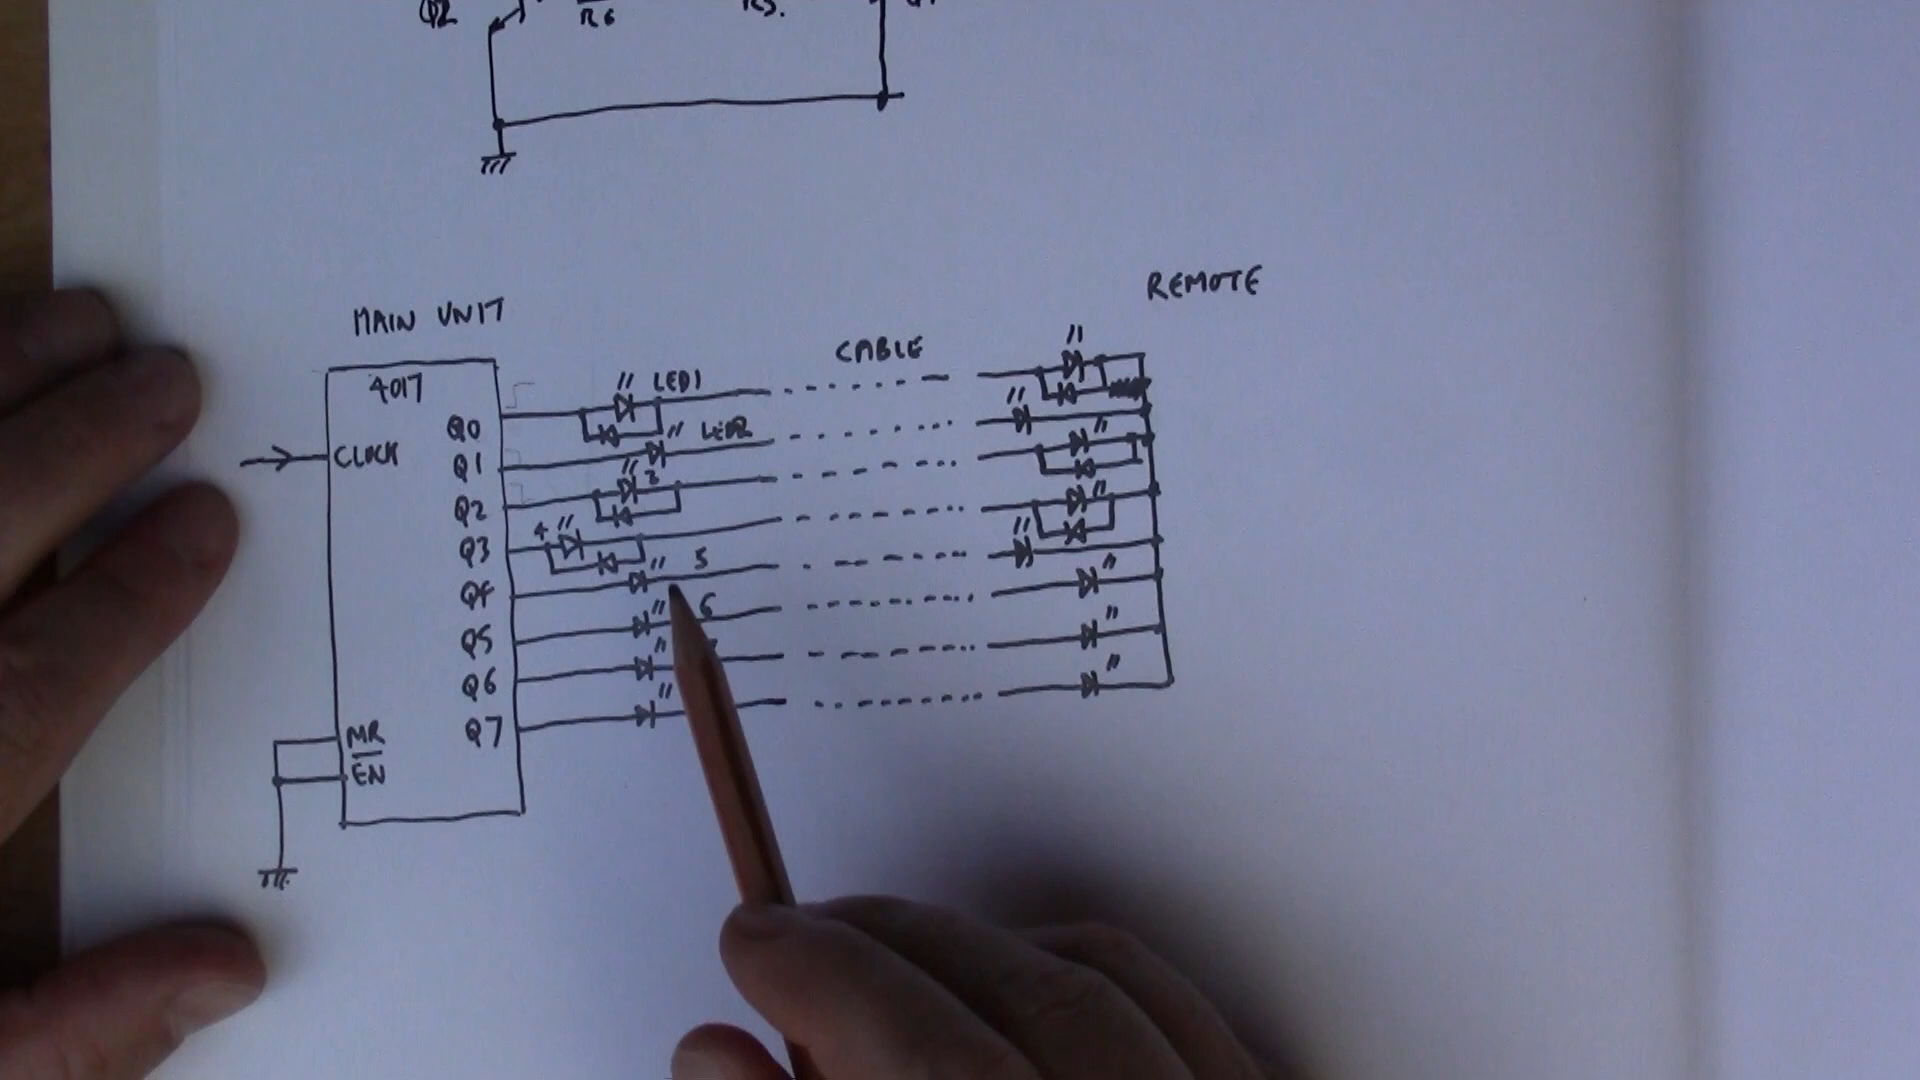 Q2
R6
R5.
MAIN UNIT
CABLE
REMOTE
4017
CLOCK
Q0
Q1
Q2
Q3
Q4
Q5
Q6
Q7
MR
EN
LED1
LED2
3
4
5
6